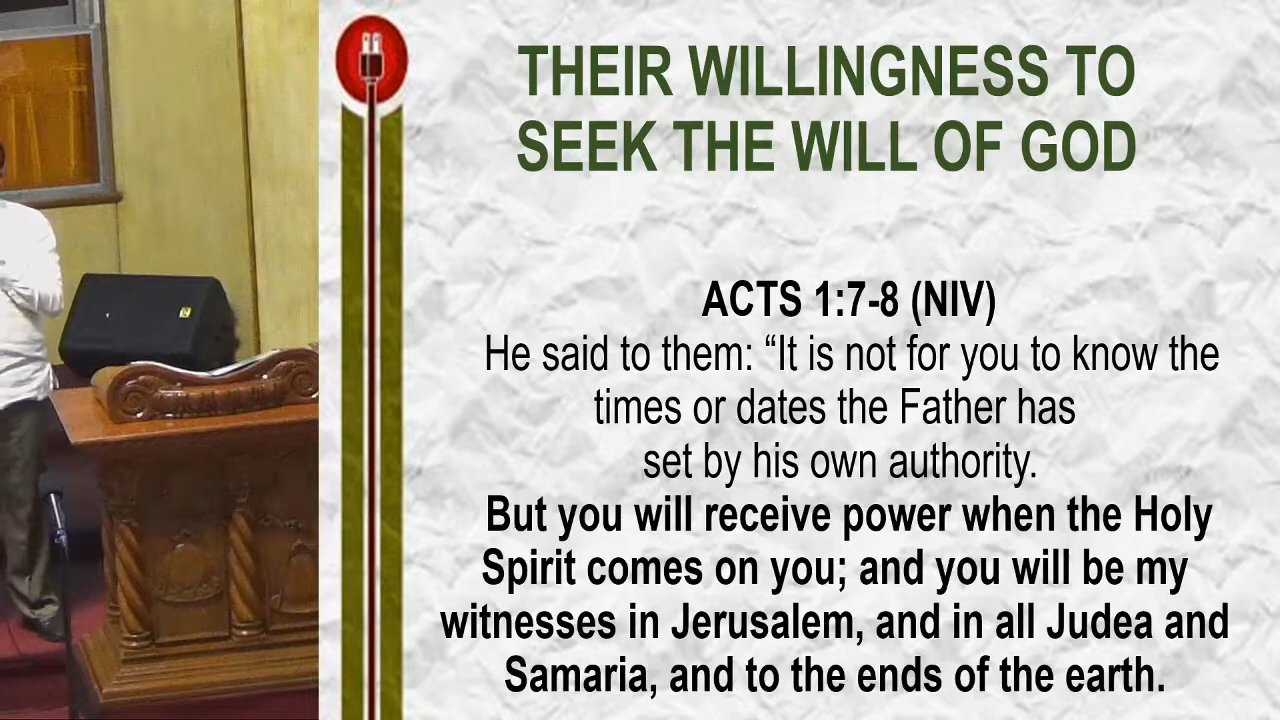 THEIR WILLINGNESS TO
SEEK THE WILL OF GOD
ACTS 1:7-8 (NIV)
He said to them: “It is not for you to know the
times or dates the Father has
set by his own authority.
But you will receive power when the Holy
Spirit comes on you; and you will be my
witnesses in Jerusalem, and in all Judea and
Samaria, and to the ends of the earth.